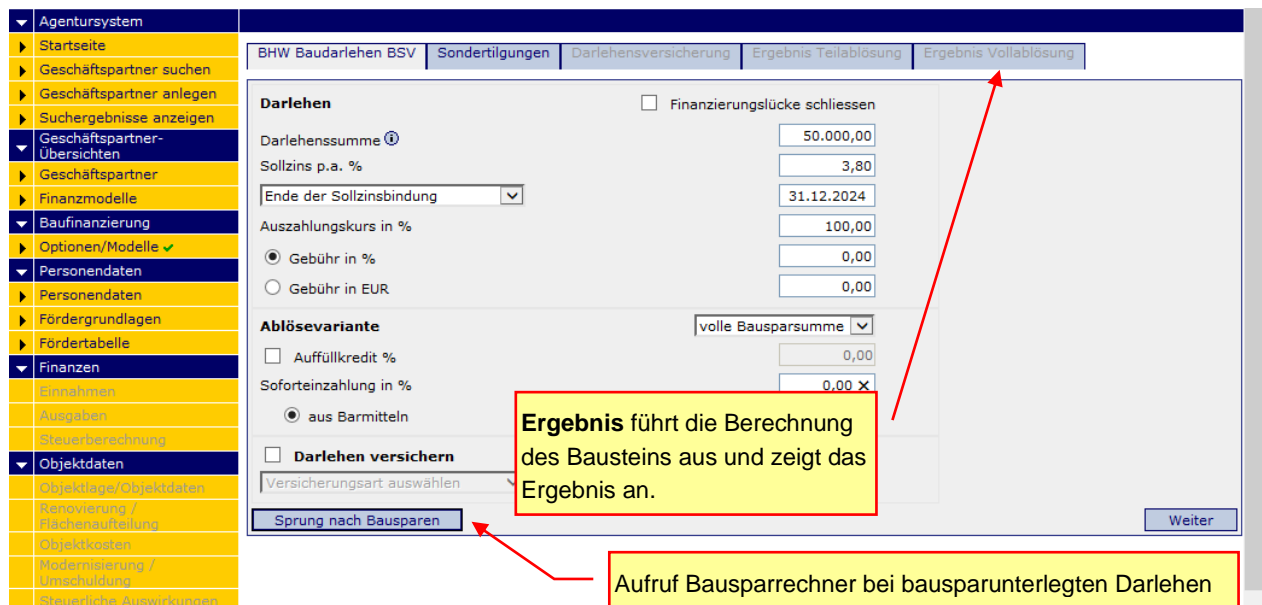 Agentursystem
Startseite
Geschäftspartner suchen
Geschäftspartner anlegen
Suchergebnisse anzeigen
Geschäftspartner-
Übersichten
Geschäftspartner
Finanzmodelle
Baufinanzierung
Optionen/Modelle
Personendaten
Personendaten
Fördergrundlagen
Fördertabelle
Finanzen
Einnahmen
Ausgaben
Steuerberechnung
Objektdaten
Objektlage/Objektdaten
Renovierung /
Flächenaufteilung
Objektkosten
Modernisierung /
Umschuldung
Steuerliche Auswirkungen
BHW Baudarlehen BSV Sondertilgungen Darlehensversicherung Ergebnis Teilablösung Ergebnis Vollablösung
Darlehen Finanzierungslücke schliessen
Darlehenssumme 50.000,00
Sollzins p.a. % 3,80
Ende der Sollzinsbindung 31.12.2024
Auszahlungskurs in % 100,00
Gebühr in % 0,00
Gebühr in EUR 0,00
Ablösevariante volle Bausparsumme
Auffüllkredit % 0,00
Soforteinzahlung in % 0,00
aus Barmitteln
Darlehen versichern
Versicherungsart auswählen
Ergebnis führt die Berechnung
des Bausteins aus und zeigt das
Ergebnis an.
Sprung nach Bausparen Weiter
Aufruf Bausparrechner bei bausparunterlegten Darlehen